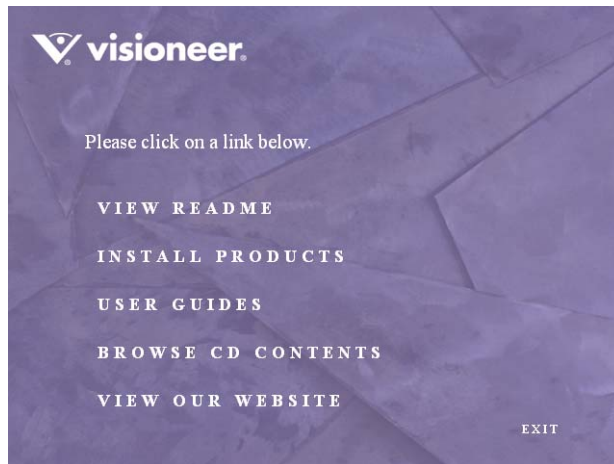 visioneer®
Please click on a link below.
VIEW README
INSTALL PRODUCTS
USER GUIDES
BROWSE CD CONTENTS
VIEW OUR WEBSITE
EXIT